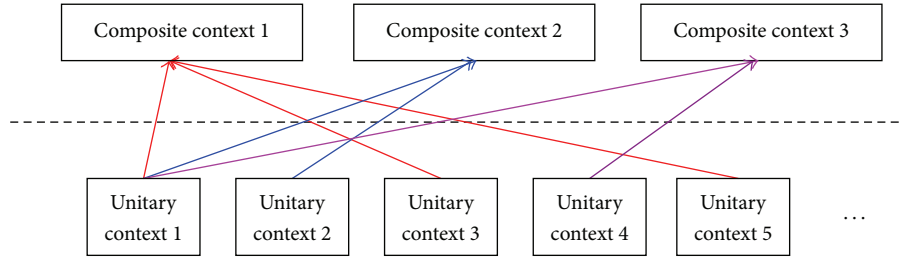 Composite context 1
Composite context 2
Composite context 3
Unitary
context 1
Unitary
context 2
Unitary
context 3
Unitary
context 4
Unitary
context 5
...